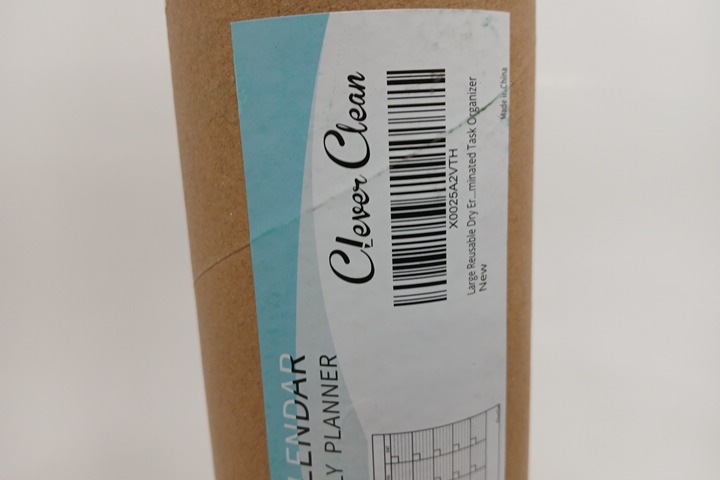 Clever Clean
X0025A2VTH
Large Reusable Dry Er...minated Task Organizer
New
Made in China
LENDAR
LY PLANNER